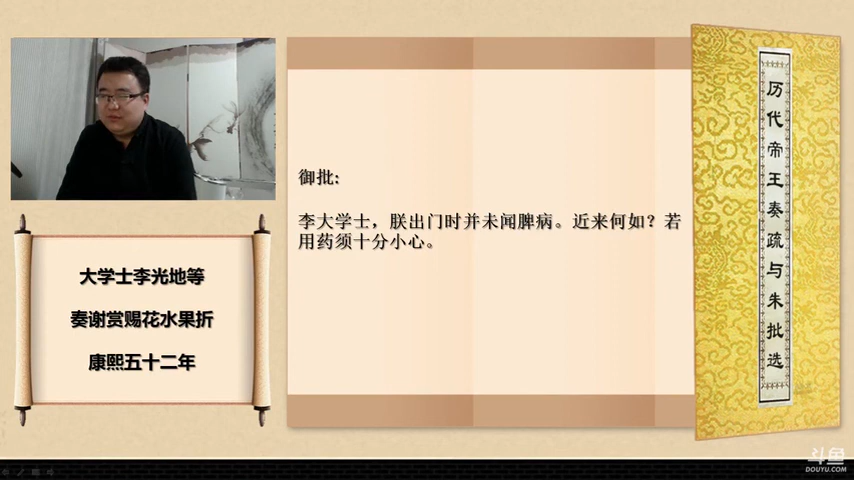 御批:
李大学士，朕出门时并未闻脾病。近来何如？若
用药须十分小心。
大学士李光地等
奏谢赏赐花水果折
康熙五十二年
历代帝王奏疏与朱批选
斗鱼
DOUYU.COM